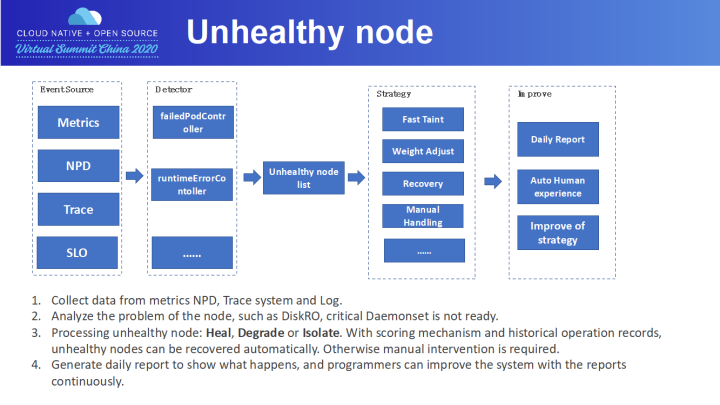 CLOUD NATIVE + OPEN SOURCE
Virtual Summit China 2020
Unhealthy node
EventSource
Metrics
NPD
Trace
SLO
Detector
failedPodContr
oller
runtimeErrorCo
ntoller
......
Unhealthy node
list
Strategy
Fast Taint
Weight Adjust
Recovery
Manual
Handling
......
Improve
Daily Report
Auto Human
experience
Improve of
strategy
1. Collect data from metrics NPD, Trace system and Log.
2. Analyze the problem of the node, such as DiskRO, critical Daemonset is not ready.
3. Processing unhealthy node: Heal, Degrade or Isolate. With scoring mechanism and historical operation records,
unhealthy nodes can be recovered automatically. Otherwise manual intervention is required.
4. Generate daily report to show what happens, and programmers can improve the system with the reports
continuously.